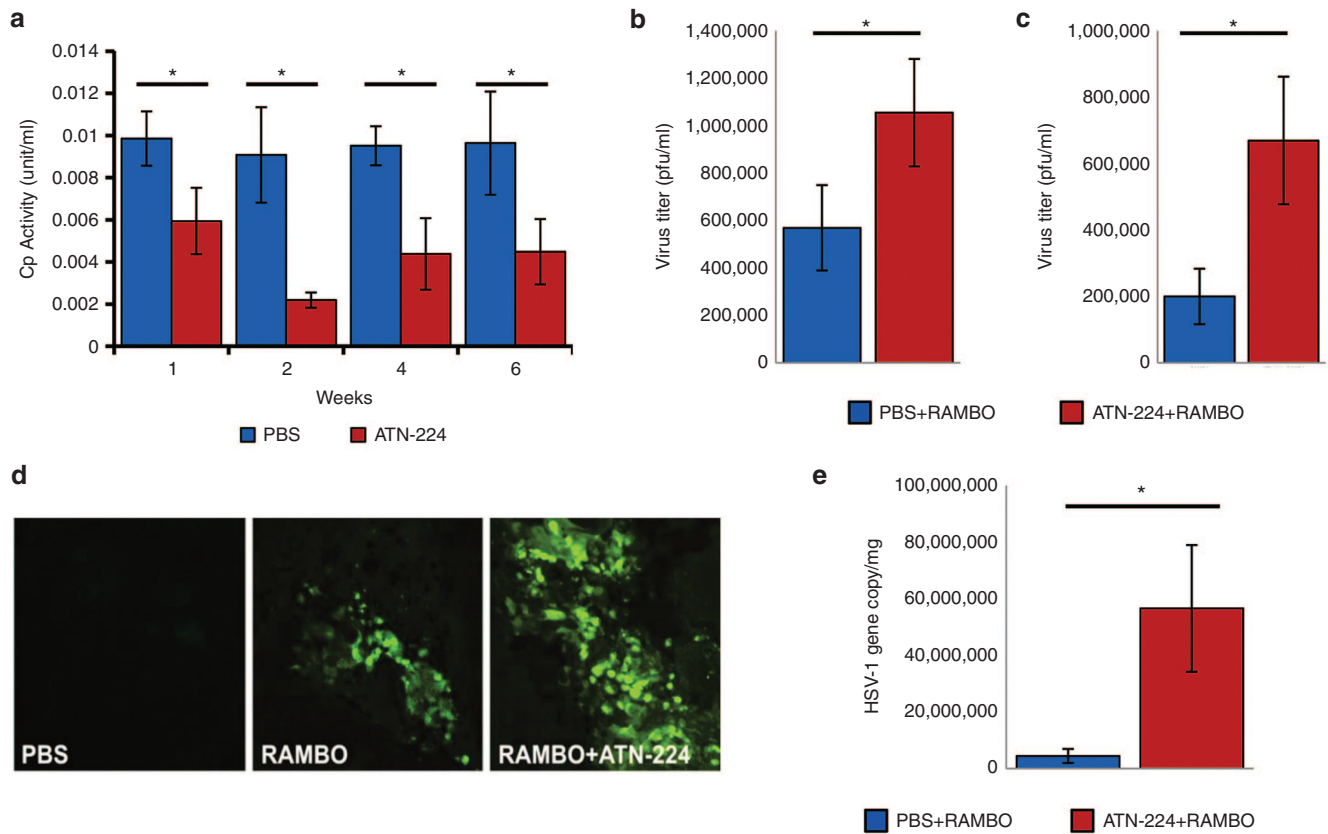 a
0.014
0.012
0.01
0.008
0.006
0.004
0.002
0
Cp Activity (unit/ml)
* * * *
1 2 4 6
Weeks
PBS ATN-224
b
1,400,000
1,200,000
1,000,000
800,000
600,000
400,000
200,000
0
Virus titer (pfu/ml)
*
c
1,000,000
800,000
600,000
400,000
200,000
0
Virus titer (pfu/ml)
*
PBS+RAMBO ATN-224+RAMBO
d
PBS RAMBO RAMBO+ATN-224
e
100,000,000
80,000,000
60,000,000
40,000,000
20,000,000
0
HSV-1 gene copy/mg
*
PBS+RAMBO ATN-224+RAMBO